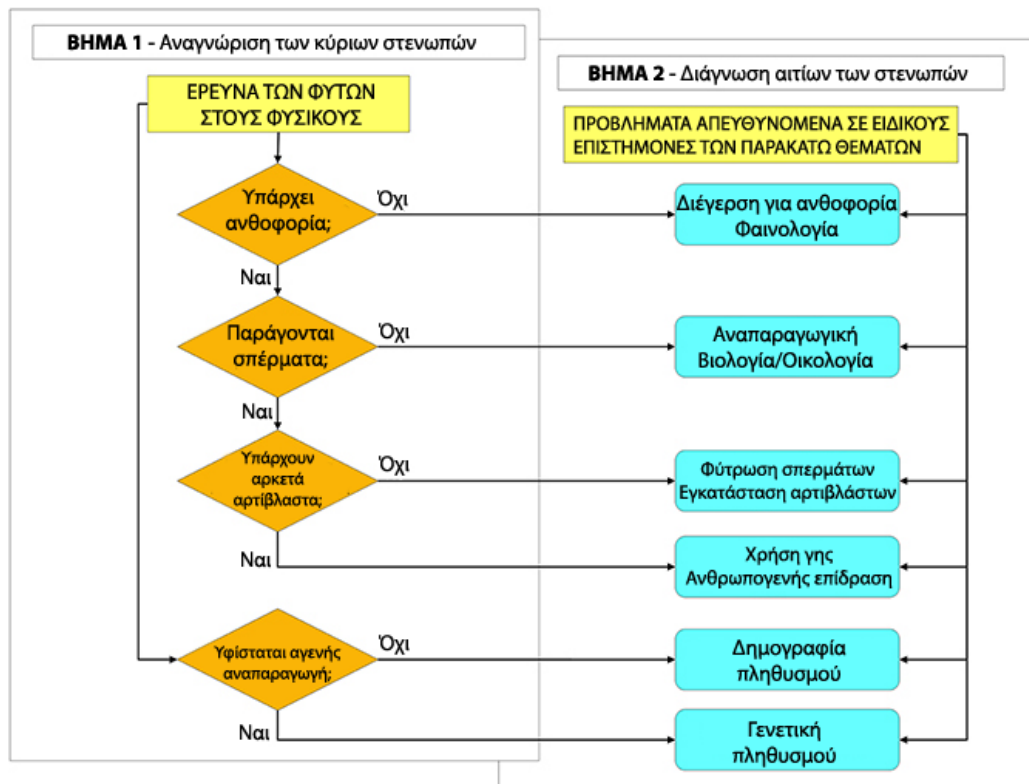 ΒΗΜΑ 1 - Αναγνώριση των κύριων στενωπών
ΕΡΕΥΝΑ ΤΩΝ ΦΥΤΩΝ
ΣΤΟΥΣ ΦΥΣΙΚΟΥΣ
Υπάρχει
ανθοφορία;
Όχι
Ναι
Παράγονται
σπέρματα;
Όχι
Ναι
Υπάρχουν
αρκετά
αρτίβλαστα;
Όχι
Ναι
Υφίσταται αγενής
αναπαραγωγή;
Όχι
Ναι
ΒΗΜΑ 2 - Διάγνωση αιτίων των στενωπών
ΠΡΟΒΛΗΜΑΤΑ ΑΠΕΥΘΥΝΟΜΕΝΑ ΣΕ ΕΙΔΙΚΟΥΣ
ΕΠΙΣΤΗΜΟΝΕΣ ΤΩΝ ΠΑΡΑΚΑΤΩ ΘΕΜΑΤΩΝ
Διέγερση για ανθοφορία
Φαινολογία
Αναπαραγωγική
Βιολογία/Οικολογία
Φύτρωση σπερμάτων
Εγκατάσταση αρτιβλάστων
Χρήση γης
Ανθρωπογενής επίδραση
Δημογραφία
πληθυσμού
Γενετική
πληθυσμού